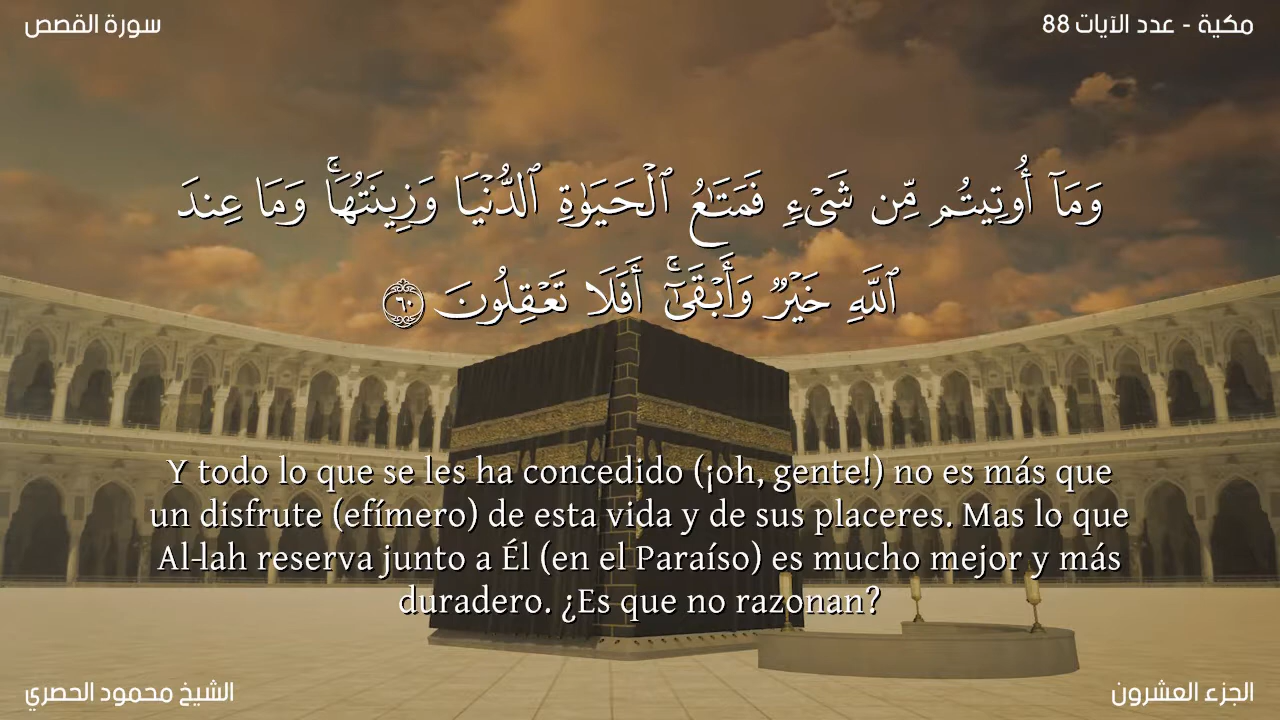 مكية - عدد الآيات 88
سورة القصص
وَمَآ أُوتِيتُم مِّن شَىْءٍ فَمَتَـٰعُ ٱلْحَيَوٰةِ ٱلدُّنْيَا وَزِينَتُهَا ۚ وَمَا عِندَ
ٱللَّهِ خَيْرٌ وَأَبْقَىٰٓ ۚ أَفَلَا تَعْقِلُونَ ٦٠
Y todo lo que se les ha concedido (¡oh, gente!) no es más que
un disfrute (efímero) de esta vida y de sus placeres. Mas lo que
Al-lah reserva junto a Él (en el Paraíso) es mucho mejor y más
duradero. ¿Es que no razonan?
الجزء العشرون
الشيخ محمود الحصري